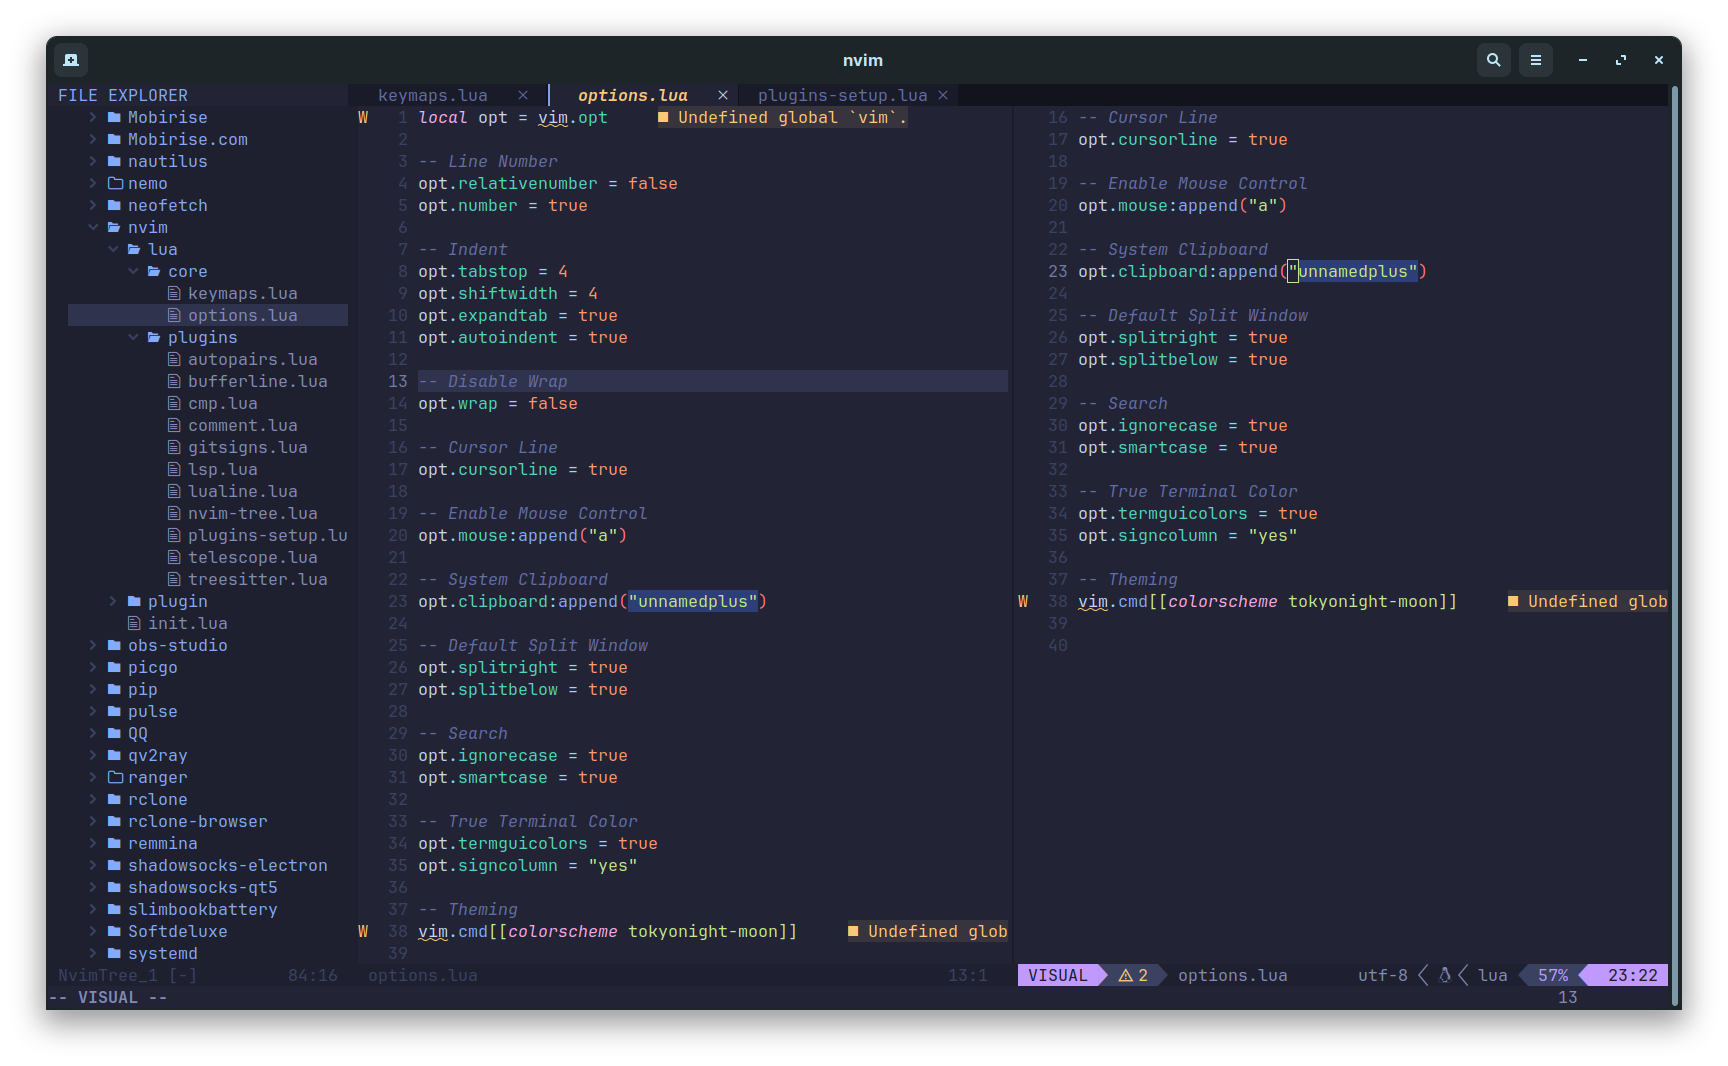 nvim
FILE EXPLORER
Mobirise
Mobirise.com
nautilus
nemo
neofetch
nvim
lua
core
keymaps.lua
options.lua
plugins
autopairs.lua
bufferline.lua
cmp.lua
comment.lua
gitsigns.lua
lsp.lua
lualine.lua
nvim-tree.lua
plugins-setup.lu
telescope.lua
treesitter.lua
plugin
init.lua
obs-studio
picgo
pip
pulse
QQ
qv2ray
ranger
rclone
rclone-browser
remmina
shadowsocks-electron
shadowsocks-qt5
slimbookbattery
Softdeluxe
systemd
NvimTree_1 [-] 84:16
keymaps.lua × options.lua × plugins-setup.lua ×
W 1 local opt = vim.opt ■ Undefined global `vim`.
2
3 -- Line Number
4 opt.relativenumber = false
5 opt.number = true
6
7 -- Indent
8 opt.tabstop = 4
9 opt.shiftwidth = 4
10 opt.expandtab = true
11 opt.autoindent = true
12
13 -- Disable Wrap
14 opt.wrap = false
15
16 -- Cursor Line
17 opt.cursorline = true
18
19 -- Enable Mouse Control
20 opt.mouse:append("a")
21
22 -- System Clipboard
23 opt.clipboard:append("unnamedplus")
24
25 -- Default Split Window
26 opt.splitright = true
27 opt.splitbelow = true
28
29 -- Search
30 opt.ignorecase = true
31 opt.smartcase = true
32
33 -- True Terminal Color
34 opt.termguicolors = true
35 opt.signcolumn = "yes"
36
37 -- Theming
W 38 vim.cmd[[colorscheme tokyonight-moon]] ■ Undefined glob
39
options.lua 13:1
16 -- Cursor Line
17 opt.cursorline = true
18
19 -- Enable Mouse Control
20 opt.mouse:append("a")
21
22 -- System Clipboard
23 opt.clipboard:append("unnamedplus")
24
25 -- Default Split Window
26 opt.splitright = true
27 opt.splitbelow = true
28
29 -- Search
30 opt.ignorecase = true
31 opt.smartcase = true
32
33 -- True Terminal Color
34 opt.termguicolors = true
35 opt.signcolumn = "yes"
36
37 -- Theming
W 38 vim.cmd[[colorscheme tokyonight-moon]] ■ Undefined glob
39
40
VISUAL 2 options.lua utf-8 lua 57% 23:22
-- VISUAL -- 13